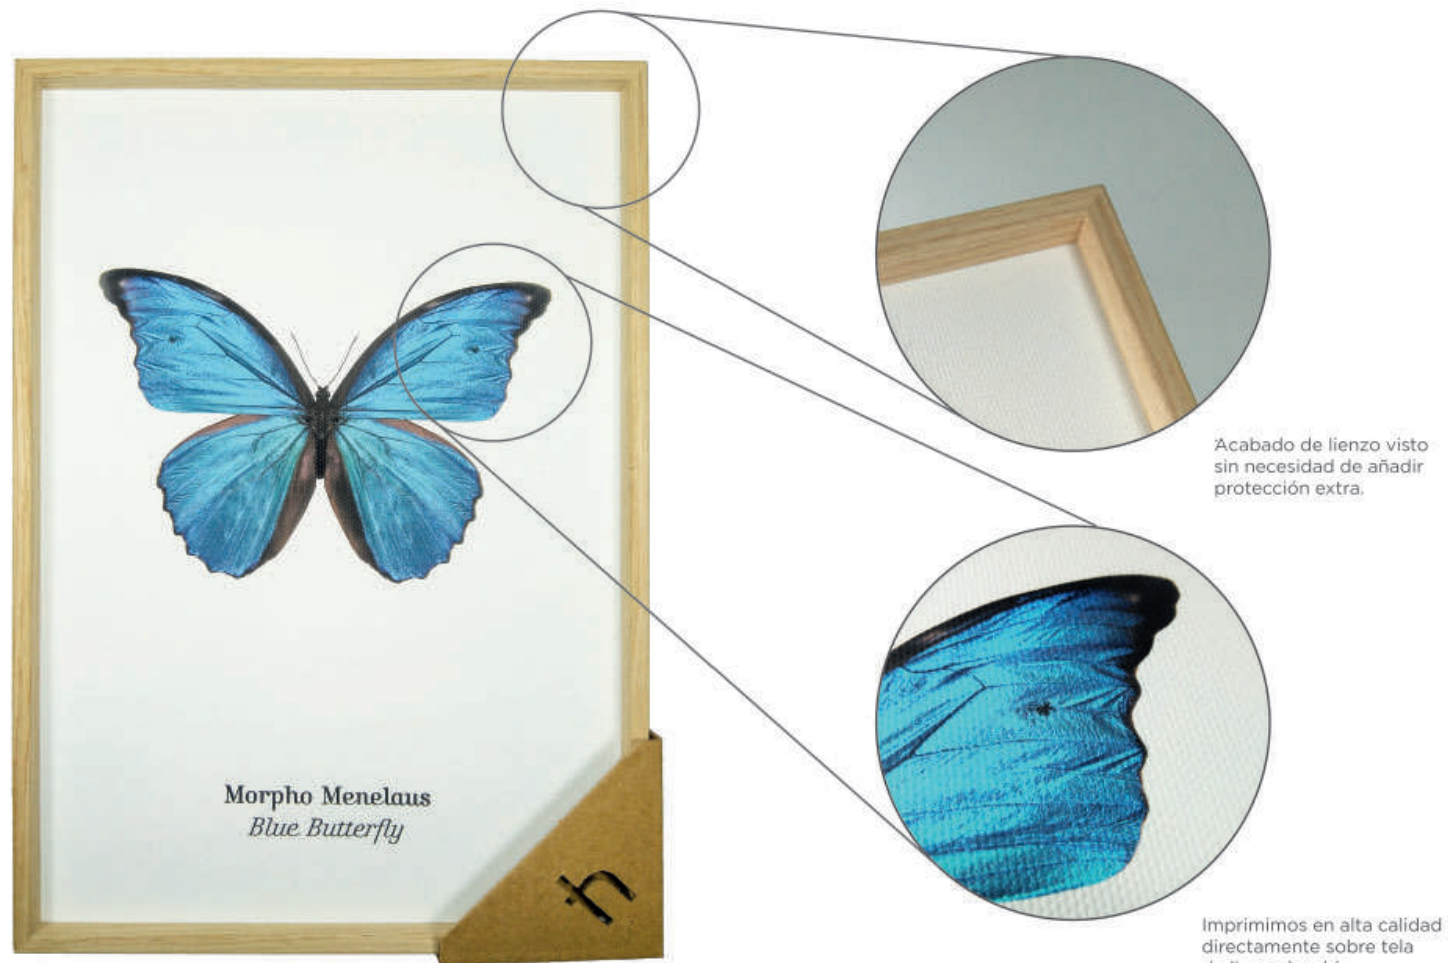 Acabado de lienzo visto
sin necesidad de añadir
protección extra.
Morpho Menelaus
Blue Butterfly
h
Imprimimos en alta calidad
directamente sobre tela